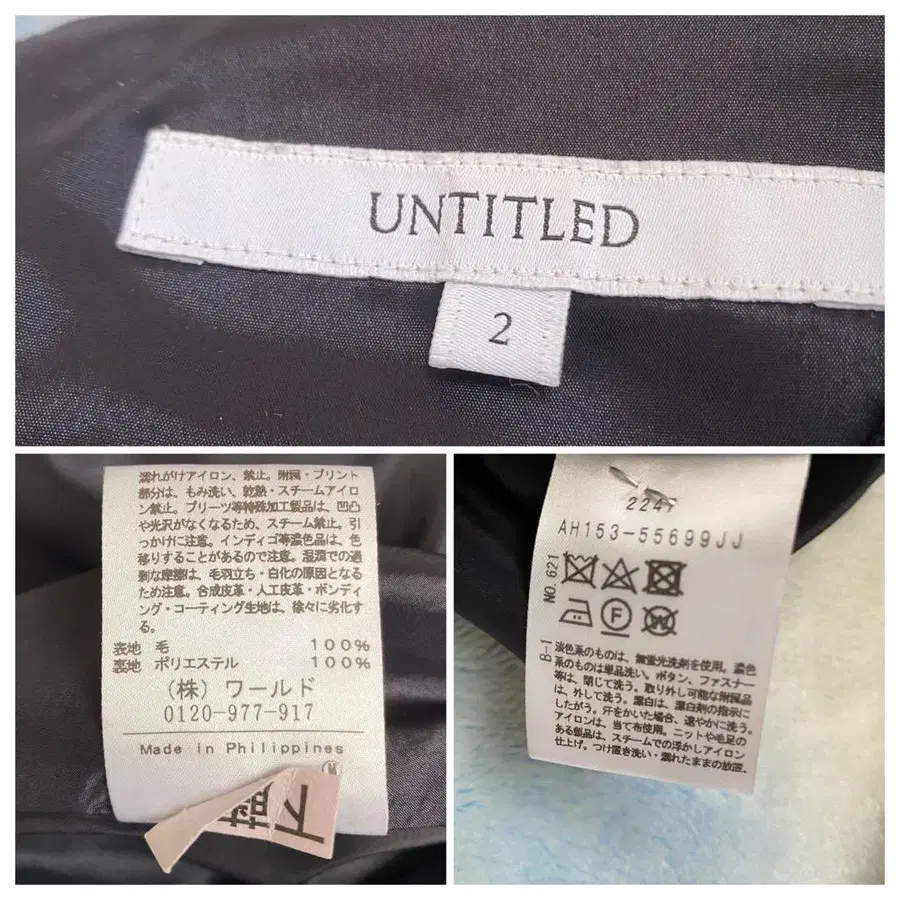 UNTITLED
2
濡れがけアイロン、禁止。附属・プリント
部分は、もみ洗い、乾熱・スチームアイロ
ン禁止。プリーツ等特殊加工製品は、凹凸
や光沢がなくなるため、スチーム禁止。引
っかけに注意。インディゴ等濃色品は、色
移りすることがあるので注意。湿潤での過
剰な摩擦は、毛羽立ち・白化の原因となる
ため注意。合成皮革・人工皮革・ボンディ
ング・コーティング生地は、徐々に劣化す
る。
表地 毛 100%
裏地 ポリエステル 100%
(株) ワールド
0120-977-917
Made in Philippines
M
下
224F
AH153-55699JJ
NO. 621
F
W
B-1
淡色系のものは、無蛍光洗剤を使用。濃色
系のものは単品洗い。ボタン、ファスナー
等は、閉じて洗う。取り外し可能な附属品
は、外して洗う。漂白は、漂白剤の指示に
したがう。汗をかいた場合、速やかに洗う。
アイロンは、当て布使用。ニットや毛足の
ある製品は、スチームでの浮かしアイロン
仕上げ。つけ置き洗い・濡れたままの放置、